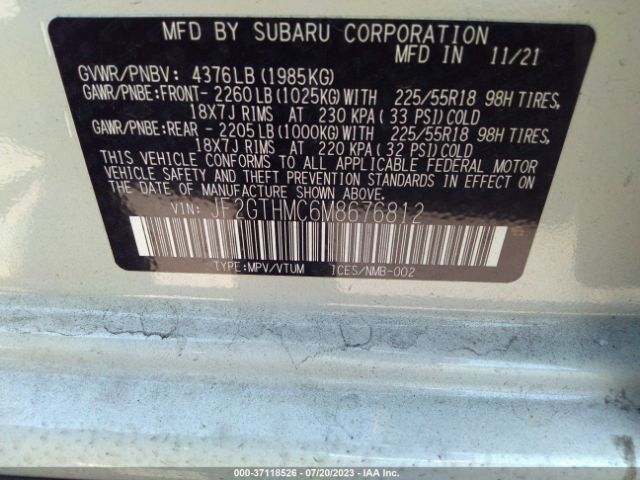 MFD BY SUBARU CORPORATION
MFD IN 11/21
GVWR/PNBV: 4376LB(1985KG)
GAWR/PNBE:FRONT- 2260LB(1025KG)WITH 225/55R18 98H TIRES,
18X7J RIMS AT 230 KPA( 33 PSI)COLD
GAWR/PNBE:REAR - 2205LB(1000KG)WITH 225/55R18 98H TIRES,
18X7J RIMS AT 220 KPA( 32 PSI)COLD
THIS VEHICLE CONFORMS TO ALL APPLICABLE FEDERAL MOTOR
VEHICLE SAFETY AND THEFT PREVENTION STANDARDS IN EFFECT ON
THE DATE OF MANUFACTURE SHOWN ABOVE.
VIN: JF2GTHMC6M8676812
TYPE:MPV/VTUM ICES/NMB-002
000-37118526 - 07/20/2023 - IAA Inc.